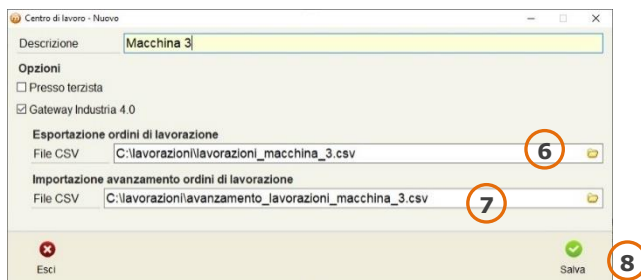 Centro di lavoro - Nuovo
Descrizione Macchina 3
Opzioni
Presso terzista
Gateway Industria 4.0
Esportazione ordini di lavorazione
File CSV C:\lavorazioni\lavorazioni_macchina_3.csv 6
Importazione avanzamento ordini di lavorazione
File CSV C:\lavorazioni\avanzamento_lavorazioni_macchina_3.csv 7
Esci Salva 8